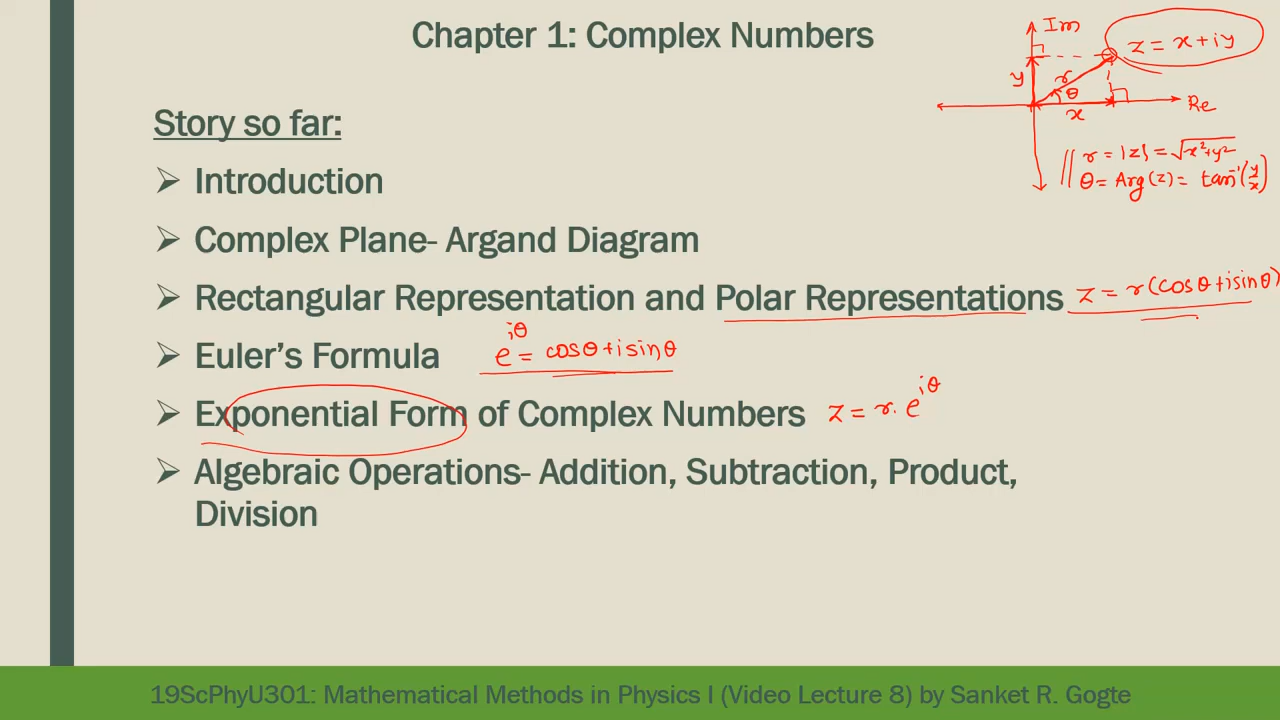 Chapter 1: Complex Numbers
Im
z = x+iy
y
r
θ
x
Re
r = |z| = √x²+y²
θ = Arg(z) = tan⁻¹(y/x)
Story so far:
➢ Introduction
➢ Complex Plane- Argand Diagram
➢ Rectangular Representation and Polar Representations z = r(cosθ+isinθ)
➢ Euler's Formula e^iθ = cosθ+isinθ
➢ Exponential Form of Complex Numbers z = r. e^iθ
➢ Algebraic Operations- Addition, Subtraction, Product,
Division
19ScPhyU301: Mathematical Methods in Physics I (Video Lecture 8) by Sanket R. Gogte